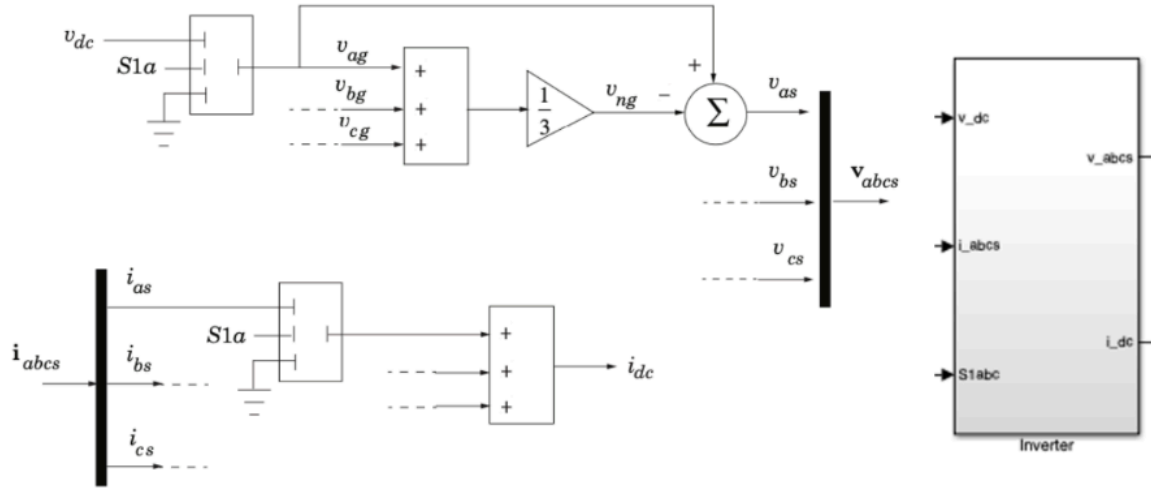 v_dc
S1a
v_ag
v_bg
v_cg
+
+
+
1/3
v_ng
−
+
Σ
v_as
v_bs
v_cs
v_abcs
i_abcs
i_as
i_bs
i_cs
S1a
+
+
+
i_dc
v_dc
i_abcs
S1abc
v_abcs
i_dc
Inverter